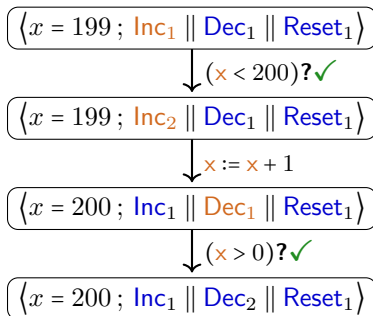 ⟨x = 199 ; Inc₁ || Dec₁ || Reset₁⟩
(x < 200)?✓
⟨x = 199 ; Inc₂ || Dec₁ || Reset₁⟩
x := x + 1
⟨x = 200 ; Inc₁ || Dec₁ || Reset₁⟩
(x > 0)?✓
⟨x = 200 ; Inc₁ || Dec₂ || Reset₁⟩